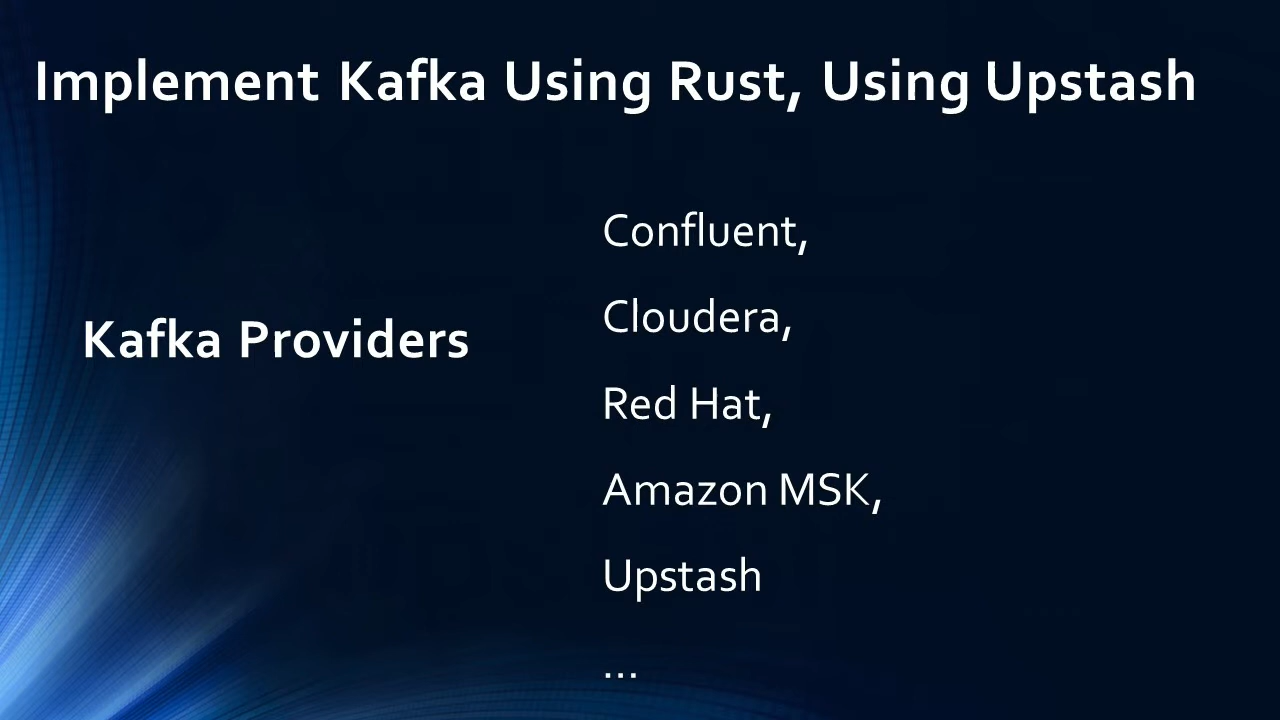 Implement Kafka Using Rust, Using Upstash
Kafka Providers
Confluent,
Cloudera,
Red Hat,
Amazon MSK,
Upstash
...